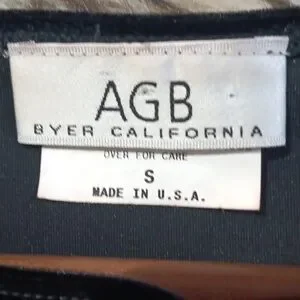 AGB
BYER CALIFORNIA
OVER FOR CARE
S
MADE IN U.S.A.